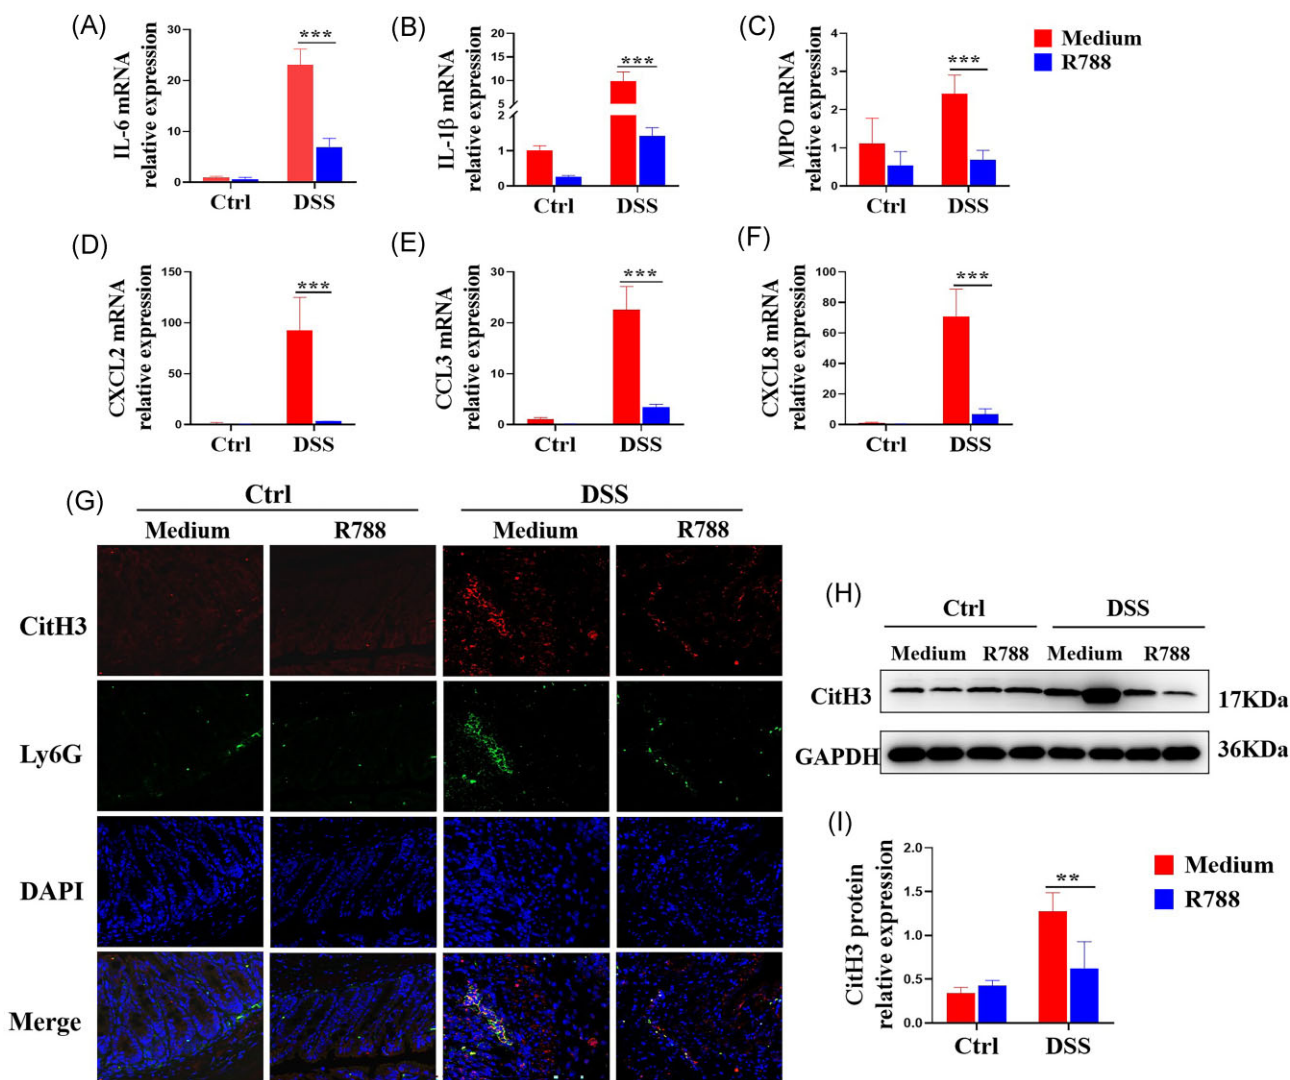 (A)
IL-6 mRNA
relative expression
30
20
10
0
***
Ctrl
DSS
(B)
IL-1β mRNA
relative expression
20
15
10
5
2
1
0
***
Ctrl
DSS
(C)
MPO mRNA
relative expression
4
3
2
1
0
***
Ctrl
DSS
Medium
R788
(D)
CXCL2 mRNA
relative expression
150
100
50
0
***
Ctrl
DSS
(E)
CCL3 mRNA
relative expression
30
20
10
0
***
Ctrl
DSS
(F)
CXCL8 mRNA
relative expression
100
80
60
40
20
0
***
Ctrl
DSS
(G)
Ctrl
DSS
Medium
R788
Medium
R788
CitH3
Ly6G
DAPI
Merge
(H)
Ctrl
DSS
Medium
R788
Medium
R788
CitH3
17KDa
GAPDH
36KDa
(I)
CitH3 protein
relative expression
2.0
1.5
1.0
0.5
0.0
**
Ctrl
DSS
Medium
R788